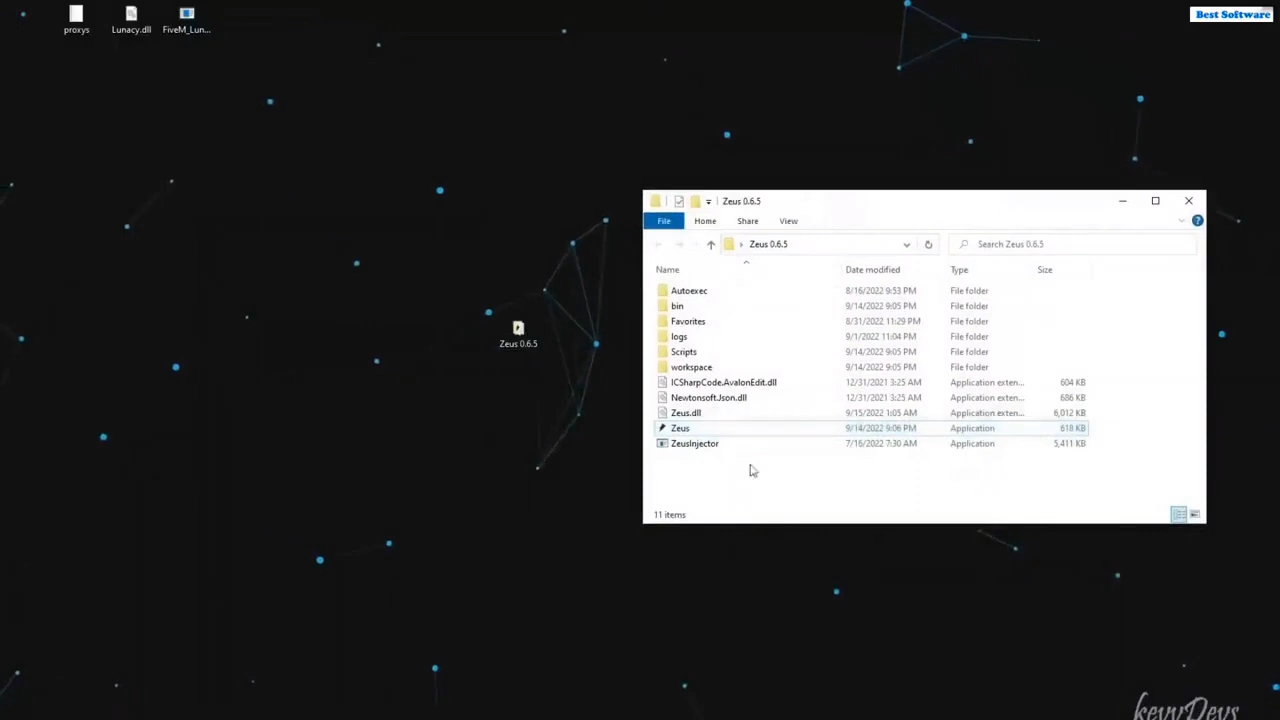 Best Software
proxys
Lunacy.dll
FiveM_Lun...
Zeus 0.6.5
Zeus 0.6.5
File Home Share View
Zeus 0.6.5
Search Zeus 0.6.5
Name Date modified Type Size
Autoexec 8/16/2022 9:53 PM File folder
bin 9/14/2022 9:05 PM File folder
Favorites 8/31/2022 11:29 PM File folder
logs 9/1/2022 11:04 PM File folder
Scripts 9/14/2022 9:05 PM File folder
workspace 9/14/2022 9:05 PM File folder
ICSharpCode.AvalonEdit.dll 12/31/2021 3:25 AM Application exten... 604 KB
Newtonsoft.Json.dll 12/31/2021 3:25 AM Application exten... 686 KB
Zeus.dll 9/15/2022 1:05 AM Application exten... 6,012 KB
Zeus 9/14/2022 9:06 PM Application 618 KB
ZeusInjector 7/16/2022 7:30 AM Application 5,411 KB
11 items
kevvDevs